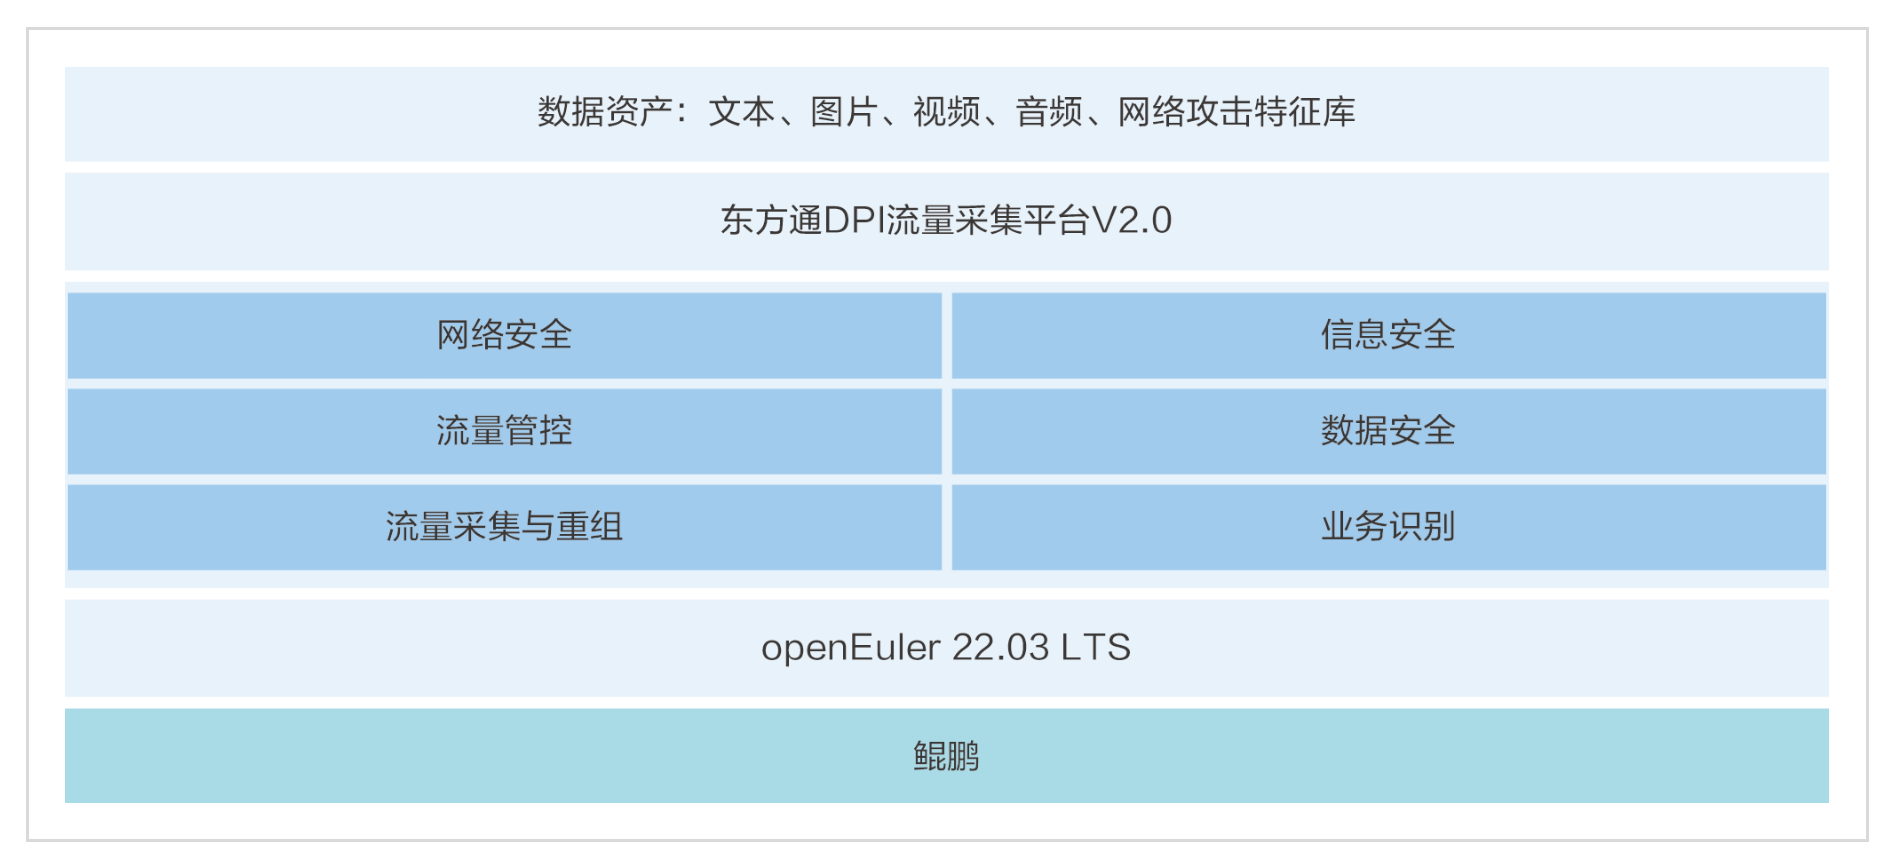 数据资产：文本、图片、视频、音频、网络攻击特征库
东方通DPI流量采集平台V2.0
网络安全
信息安全
流量管控
数据安全
流量采集与重组
业务识别
openEuler 22.03 LTS
鲲鹏